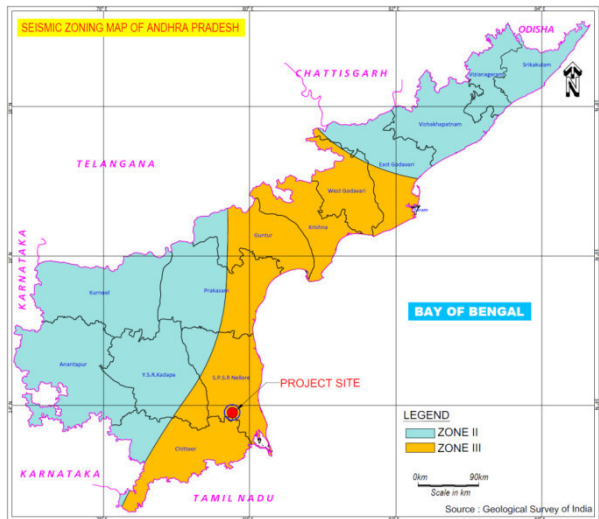 SEISMIC ZONING MAP OF ANDHRA PRADESH
ODISHA
Srikakulam
Vizianagaram
CHATTISGARH
N
Vichakhapatnam
TELANGANA
East Godavari
West Godavari
Krishna
Guntur
KARNATAKA
Kurnool
Prakasam
BAY OF BENGAL
Anantapur
Y.S.R.Kadapa
S.P.S.R Nellore
PROJECT SITE
LEGEND
ZONE II
Chittoor
ZONE III
KARNATAKA
TAMIL NADU
0km 90km
Scale in km
Source : Geological Survey of India